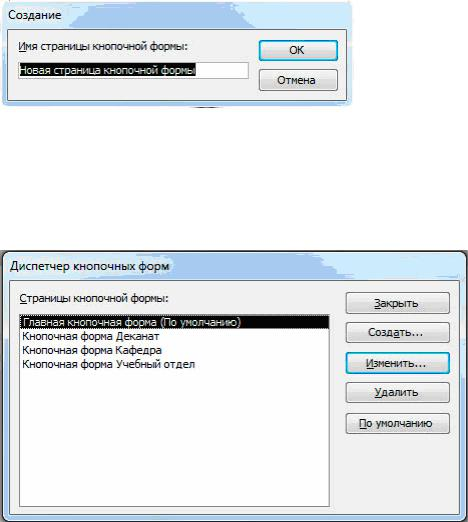 Создание
Имя страницы кнопочной формы:
OK
Новая страница кнопочной формы
Отмена
Диспетчер кнопочных форм
Страницы кнопочной формы:
Закрыть
Главная кнопочная форма (По умолчанию)
Создать...
Кнопочная форма Деканат
Кнопочная форма Кафедра
Изменить...
Кнопочная форма Учебный отдел
Удалить
По умолчанию